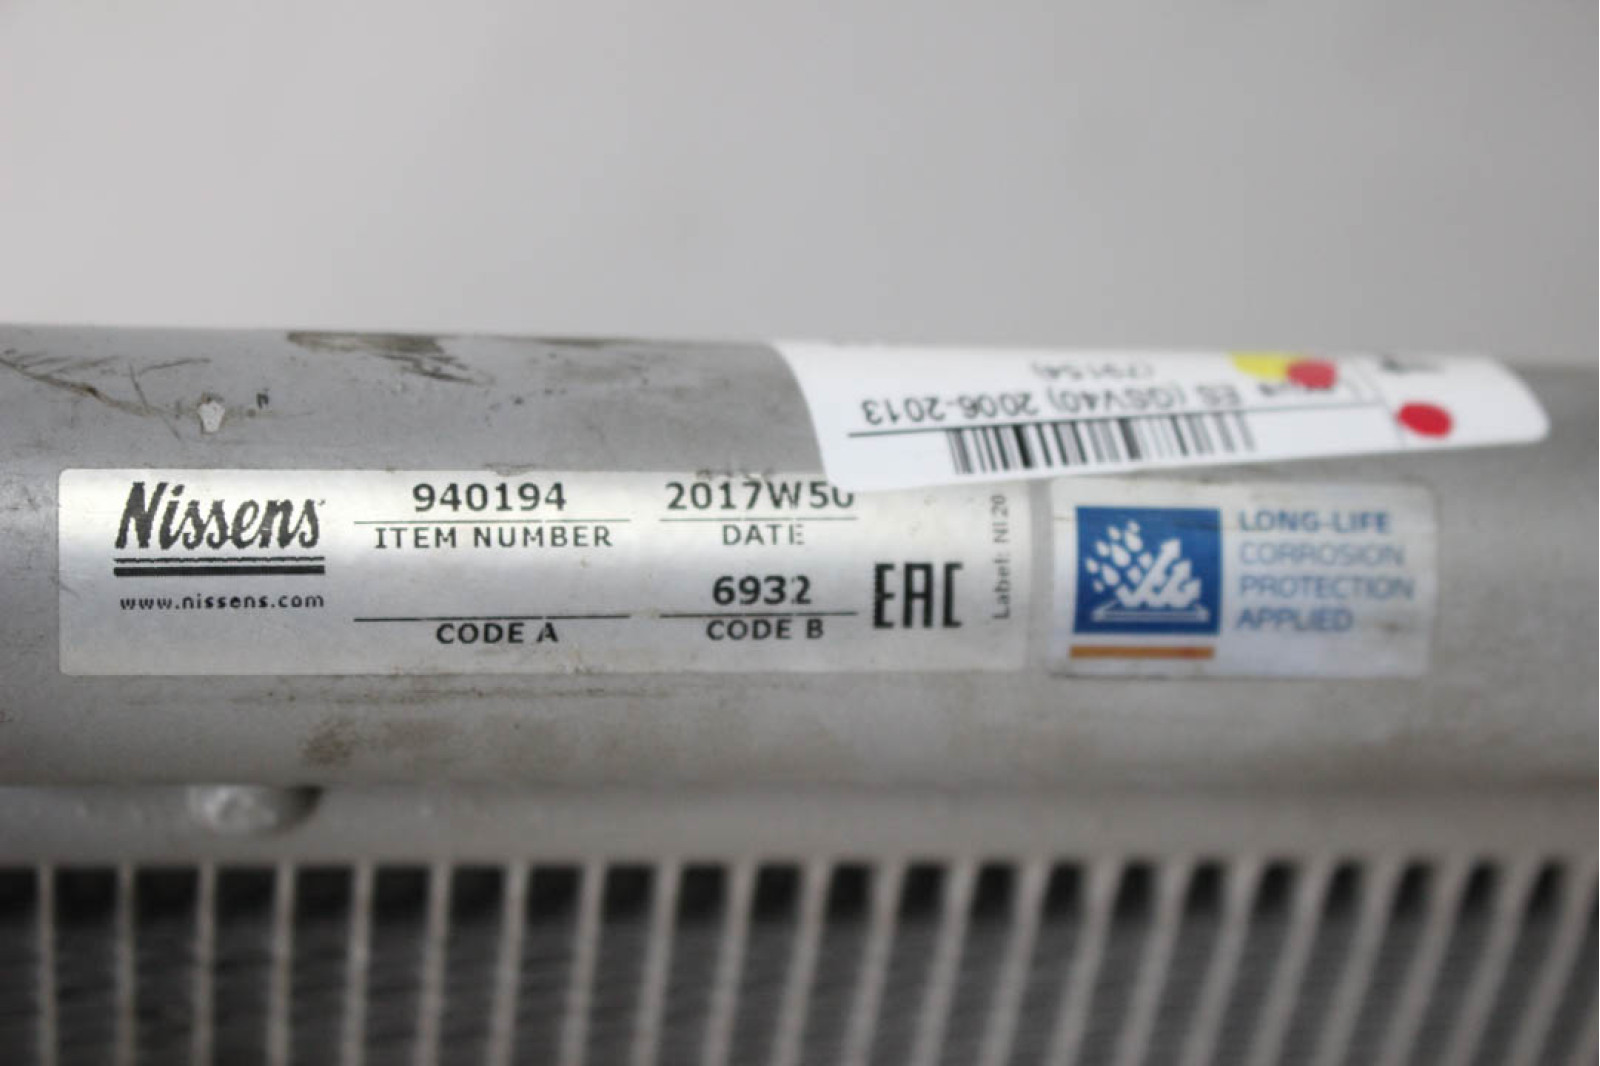 Nissens
www.nissens.com
940194
ITEM NUMBER
2017W50
DATE
CODE A
6932
CODE B
EAC
Label: NI 20
LONG-LIFE
CORROSION
PROTECTION
APPLIED
ES (GSV40) 2006-2013
(79154)